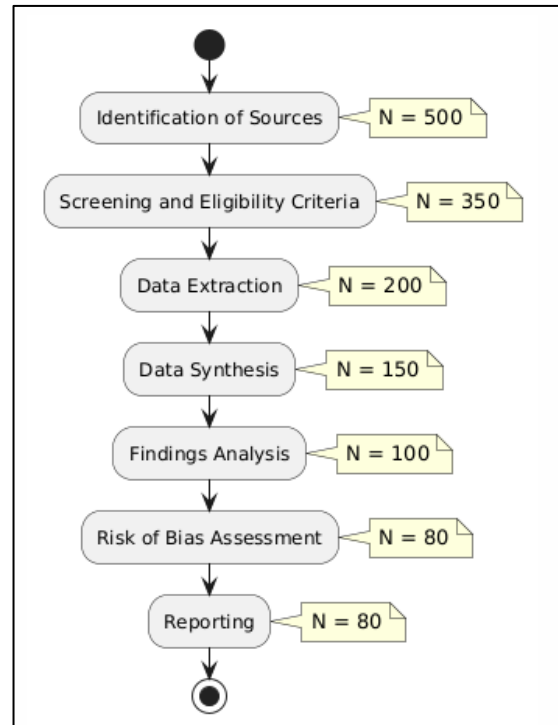 Identification of Sources N = 500
Screening and Eligibility Criteria N = 350
Data Extraction N = 200
Data Synthesis N = 150
Findings Analysis N = 100
Risk of Bias Assessment N = 80
Reporting N = 80